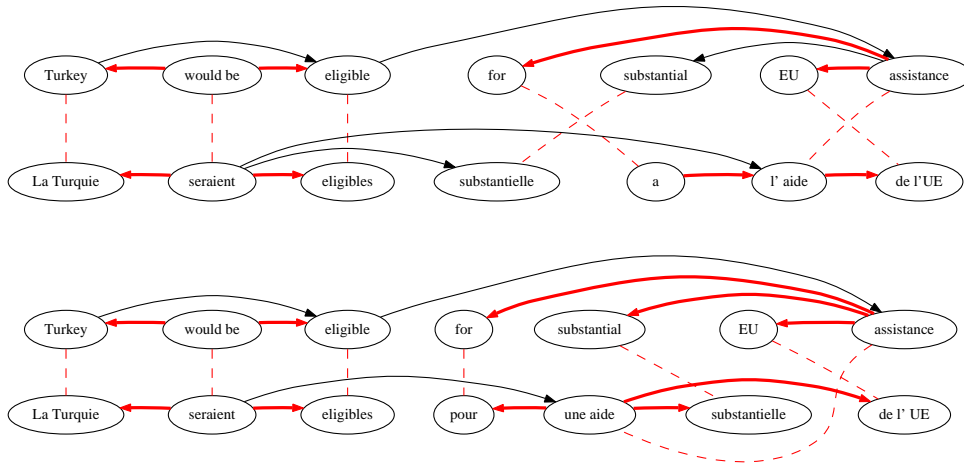 Turkey would be eligible for substantial EU assistance
La Turquie seraient eligibles substantielle a l' aide de l'UE
Turkey would be eligible for substantial EU assistance
La Turquie seraient eligibles pour une aide substantielle de l' UE